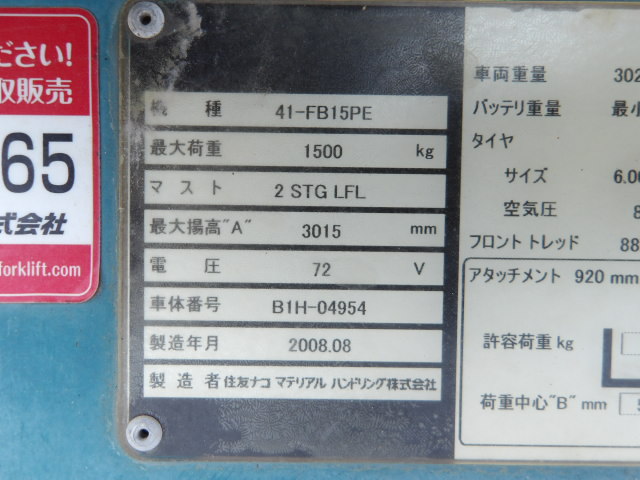 ださい!
取販売
65
式会社
forklift.com
機 種 41-FB15PE
最大荷重 1500 kg
マ ス ト 2 STG LFL
最大揚高"A" 3015 mm
電 圧 72 V
車体番号 B1H-04954
製造年月 2008.08
製 造 者 住友ナコ マテリアル ハンドリング株式会社
車両重量 302
バッテリ重量 最小
タイヤ
サイズ 6.00
空気圧 8
フロント トレッド 88
アタッチメント 920 mm
許容荷重 kg
荷重中心"B" mm 5